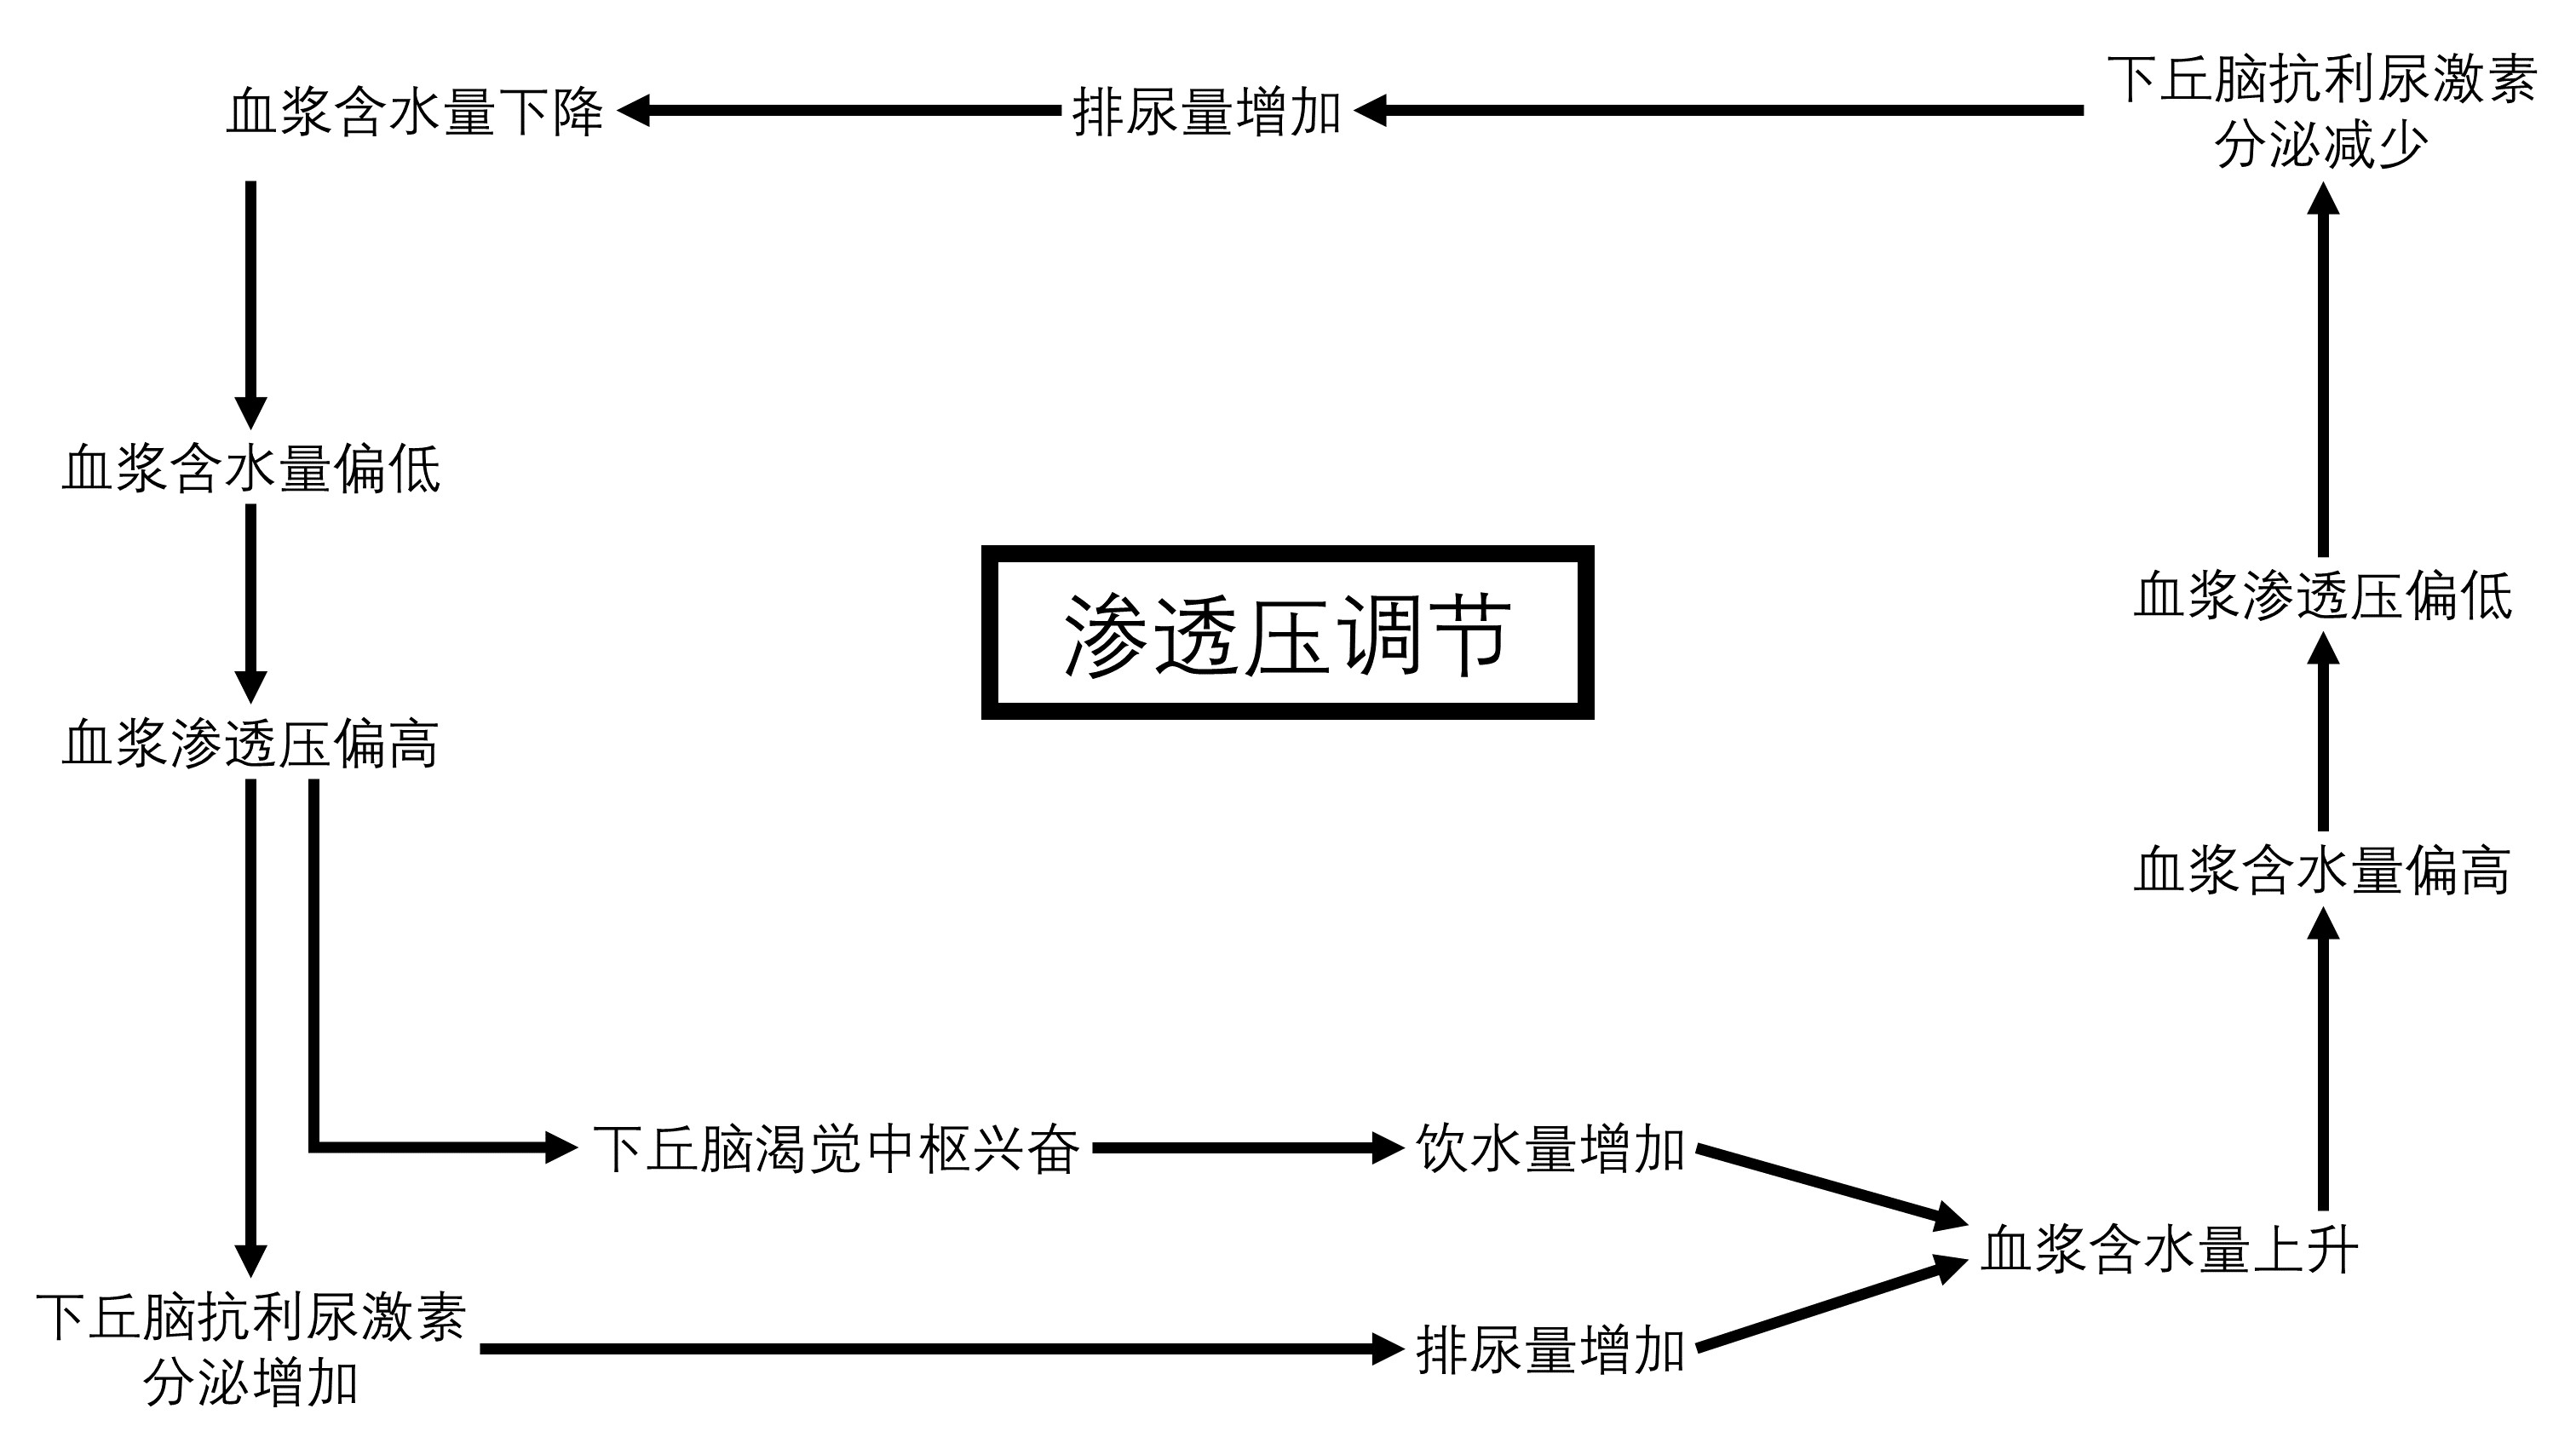 血浆含水量下降
排尿量增加
下丘脑抗利尿激素
分泌减少
血浆含水量偏低
渗透压调节
血浆渗透压偏低
血浆渗透压偏高
血浆含水量偏高
下丘脑渴觉中枢兴奋
饮水量增加
血浆含水量上升
下丘脑抗利尿激素
分泌增加
排尿量增加